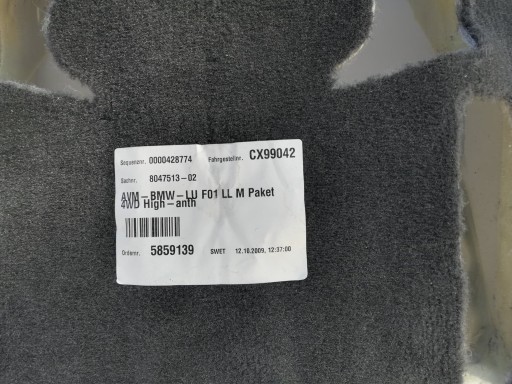 Sequenznr. 0000428774 Fahrgestellnr. CX99042
Sachnr. 8047513-02
AVM-BMW-LU F01 LL M Paket
4WD High-anth
Ordernr. 5859139 SWET 12.10.2009, 12:37:00